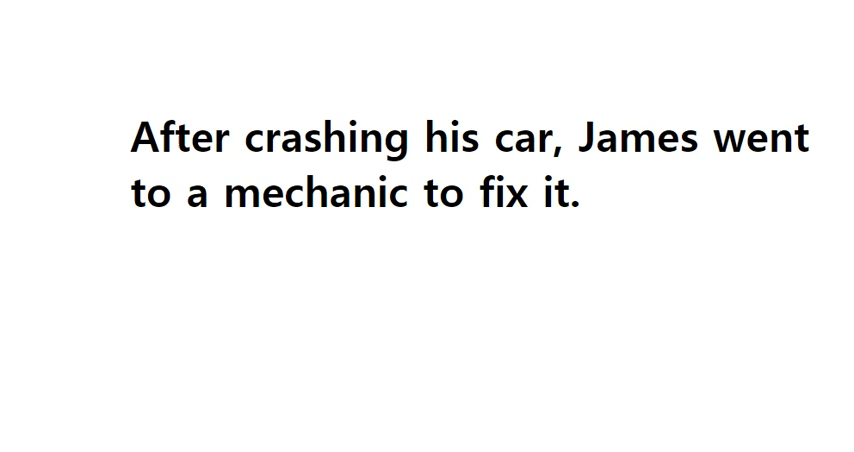 After crashing his car, James went
to a mechanic to fix it.